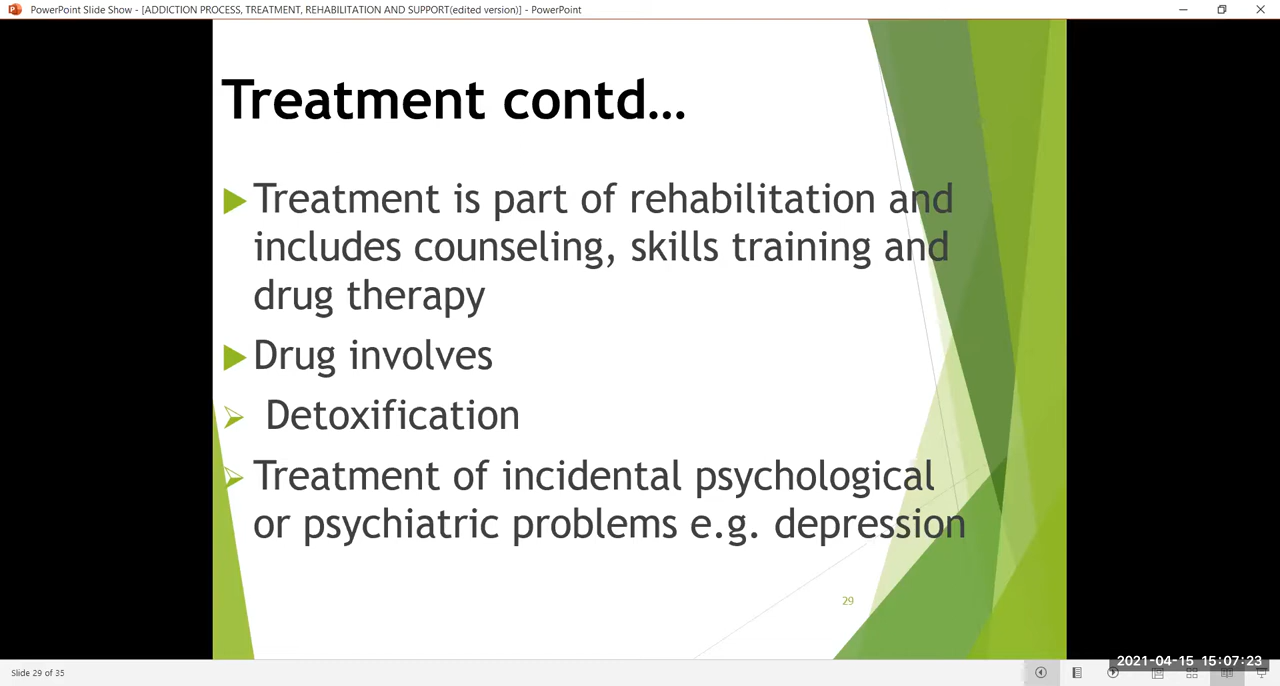 PowerPoint Slide Show - [ADDICTION PROCESS, TREATMENT, REHABILITATION AND SUPPORT(edited version)] - PowerPoint
Treatment contd…
Treatment is part of rehabilitation and
includes counseling, skills training and
drug therapy
Drug involves
Detoxification
Treatment of incidental psychological
or psychiatric problems e.g. depression
29
2021-04-15 15:07:23
Slide 29 of 35